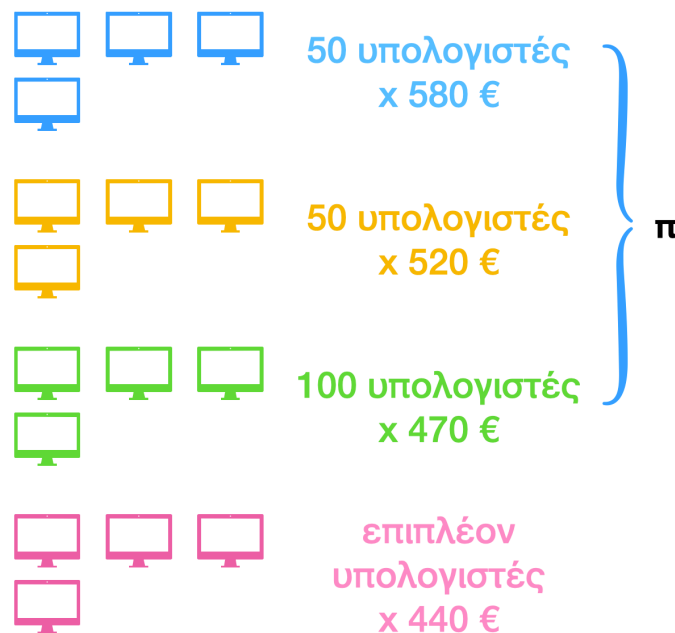 50 υπολογιστές
x 580 €
50 υπολογιστές
x 520 €
π
100 υπολογιστές
x 470 €
επιπλέον
υπολογιστές
x 440 €